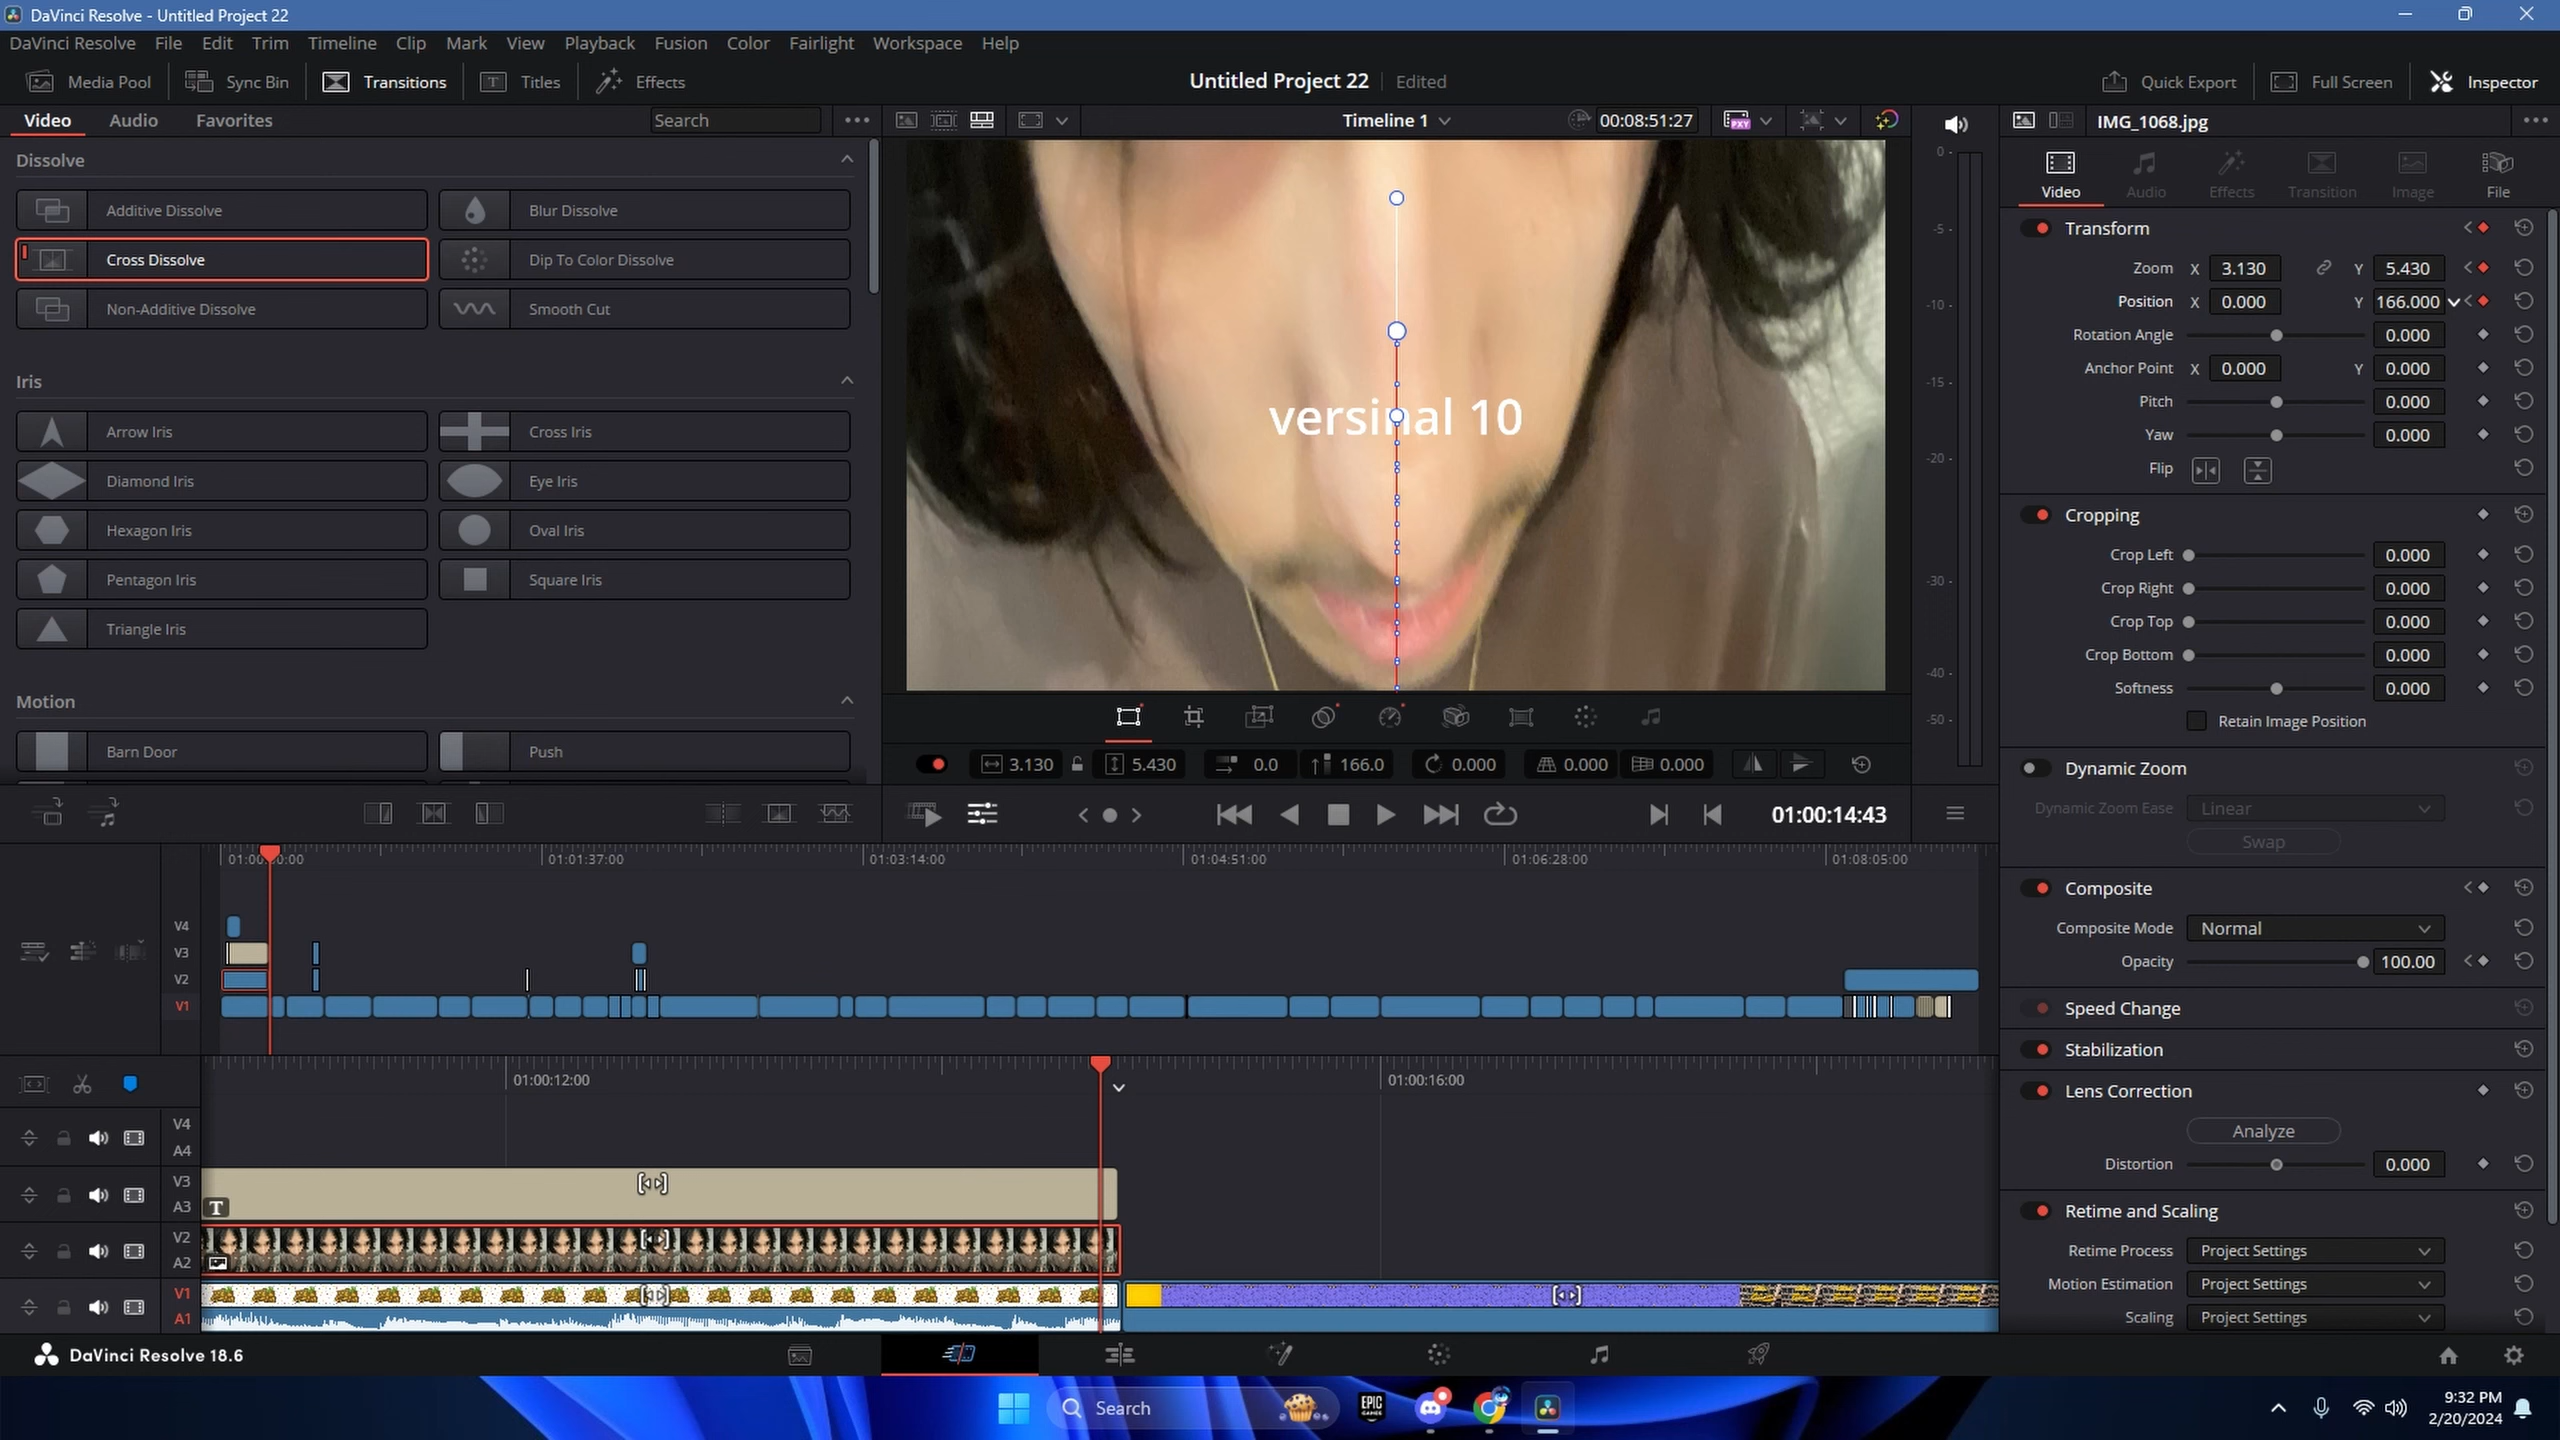 DaVinci Resolve - Untitled Project 22
DaVinci Resolve File Edit Trim Timeline Clip Mark View Playback Fusion Color Fairlight Workspace Help
Media Pool Sync Bin Transitions Titles Effects Untitled Project 22 Edited Quick Export Full Screen Inspector
Video Audio Favorites Search Timeline 1 00:08:51:27 PXY IMG_1068.jpg
Dissolve
Additive Dissolve Blur Dissolve
Cross Dissolve Dip To Color Dissolve
Non-Additive Dissolve Smooth Cut
Iris
Arrow Iris Cross Iris
Diamond Iris Eye Iris
Hexagon Iris Oval Iris
Pentagon Iris Square Iris
Triangle Iris
Motion
Barn Door Push
versinal 10
0
-5
-10
-15
-20
-30
-40
-50
Video Audio Effects Transition Image File
Transform
Zoom X 3.130 Y 5.430
Position X 0.000 Y 166.000
Rotation Angle 0.000
Anchor Point X 0.000 Y 0.000
Pitch 0.000
Yaw 0.000
Flip
Cropping
Crop Left 0.000
Crop Right 0.000
Crop Top 0.000
Crop Bottom 0.000
Softness 0.000
Retain Image Position
Dynamic Zoom
Dynamic Zoom Ease Linear
Swap
Composite
Composite Mode Normal
Opacity 100.00
Speed Change
Stabilization
Lens Correction
Analyze
Distortion 0.000
Retime and Scaling
Retime Process Project Settings
Motion Estimation Project Settings
Scaling Project Settings
3.130 5.430 0.0 166.0 0.000 0.000 0.000
01:00:14:43
01:01:37:00 01:03:14:00 01:04:51:00 01:06:28:00 01:08:05:00
V4
V3
V2
V1
01:00:12:00 01:00:16:00
V4
A4
V3
A3 T
V2
A2
V1
A1
DaVinci Resolve 18.6
Search EPIC GAMES
9:32 PM
2/20/2024